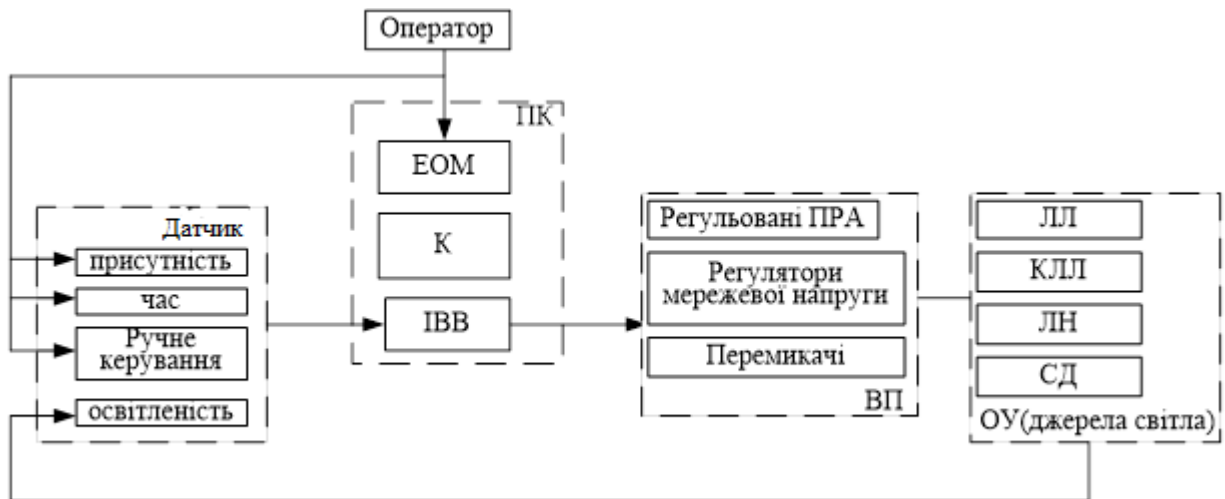 Оператор
ПК
ЕОМ
К
ІВВ
Датчик
присутність
час
Ручне
керування
освітленість
Регульовані ПРА
Регулятори
мережевої напруги
Перемикачі
ВП
ЛЛ
КЛЛ
ЛН
СД
ОУ(джерела світла)